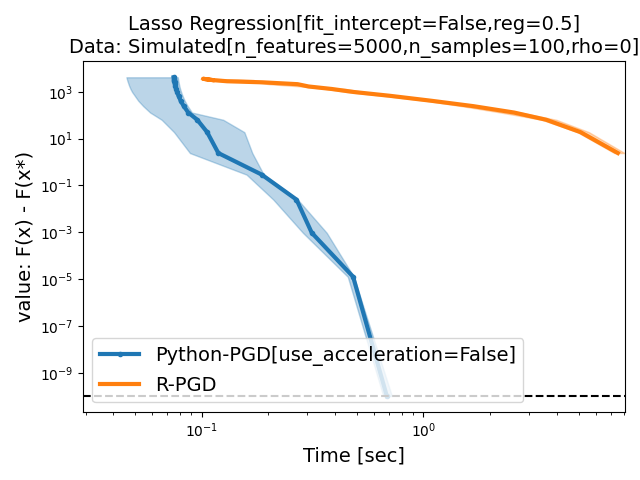 Lasso Regression[fit_intercept=False,reg=0.5]
Data: Simulated[n_features=5000,n_samples=100,rho=0]
value: F(x) - F(x*)
10^3
10^1
10^-1
10^-3
10^-5
10^-7
10^-9
Python-PGD[use_acceleration=False]
R-PGD
10^-1
10^0
Time [sec]